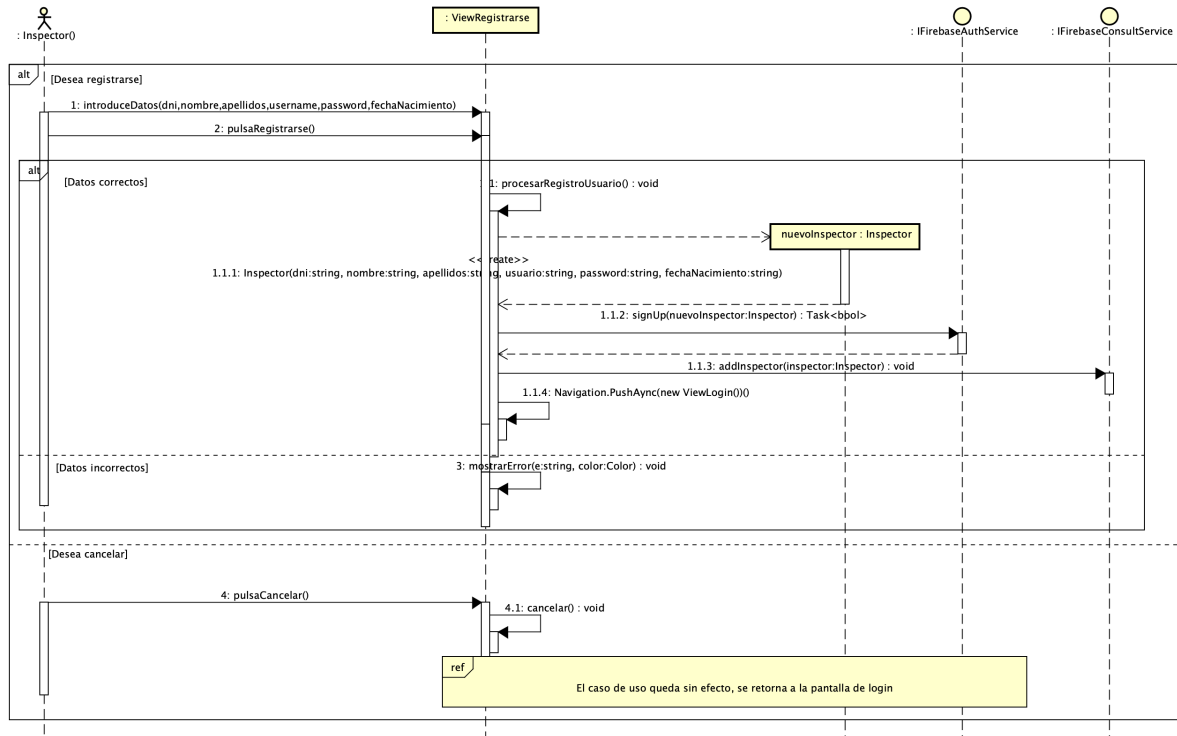 : Inspector()
: ViewRegistrarse
: IFirebaseAuthService
: IFirebaseConsultService
alt
[Desea registrarse]
1: introduceDatos(dni,nombre,apellidos,username,password,fechaNacimiento)
2: pulsaRegistrarse()
alt
[Datos correctos]
1.1: procesarRegistroUsuario() : void
nuevoInspector : Inspector
<<create>>
1.1.1: Inspector(dni:string, nombre:string, apellidos:string, usuario:string, password:string, fechaNacimiento:string)
1.1.2: signUp(nuevoInspector:Inspector) : Task<bool>
1.1.3: addInspector(inspector:Inspector) : void
1.1.4: Navigation.PushAync(new ViewLogin())()
[Datos incorrectos]
3: mostrarError(e:string, color:Color) : void
[Desea cancelar]
4: pulsaCancelar()
4.1: cancelar() : void
ref
El caso de uso queda sin efecto, se retorna a la pantalla de login